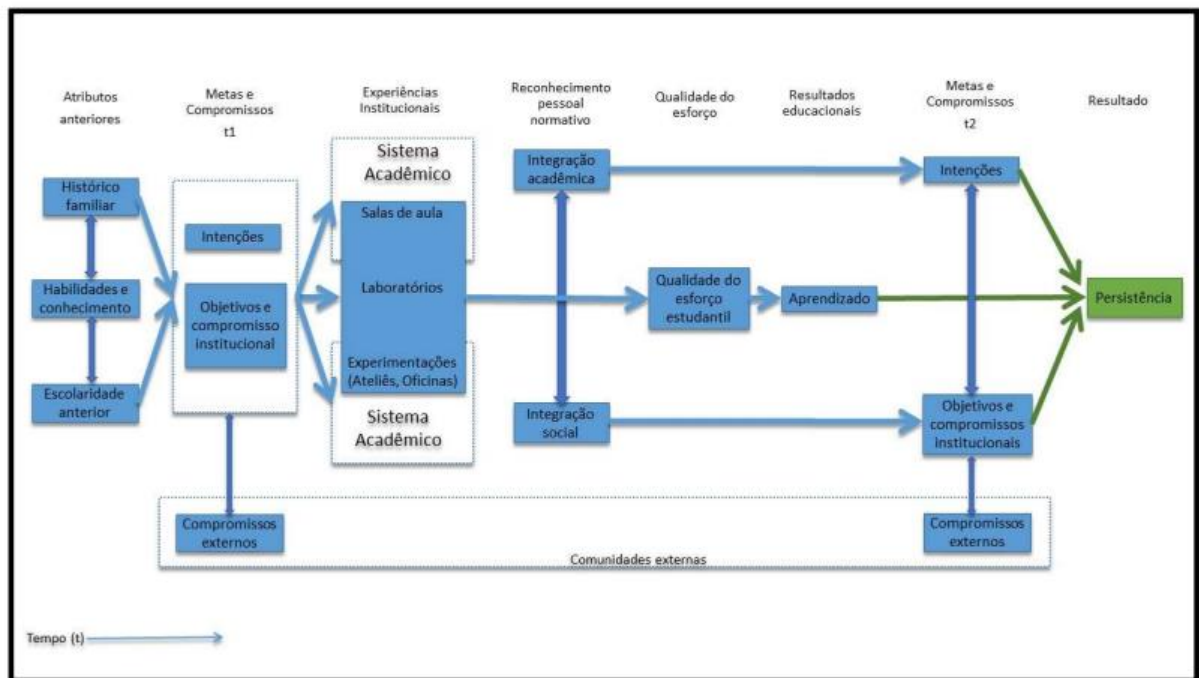 Atributos
anteriores
Metas e
Compromissos
t1
Experiências
Institucionais
Reconhecimento
pessoal
normativo
Qualidade do
esforço
Resultados
educacionais
Metas e
Compromissos
t2
Resultado
Histórico
familiar
Habilidades e
conhecimento
Escolaridade
anterior
Intenções
Objetivos e
compromisso
institucional
Sistema
Acadêmico
Salas de aula
Laboratórios
Experimentações
(Ateliês, Oficinas)
Sistema
Acadêmico
Integração
acadêmica
Integração
social
Qualidade do
esforço
estudantil
Aprendizado
Intenções
Objetivos e
compromissos
institucionais
Persistência
Compromissos
externos
Comunidades externas
Compromissos
externos
Tempo (t)